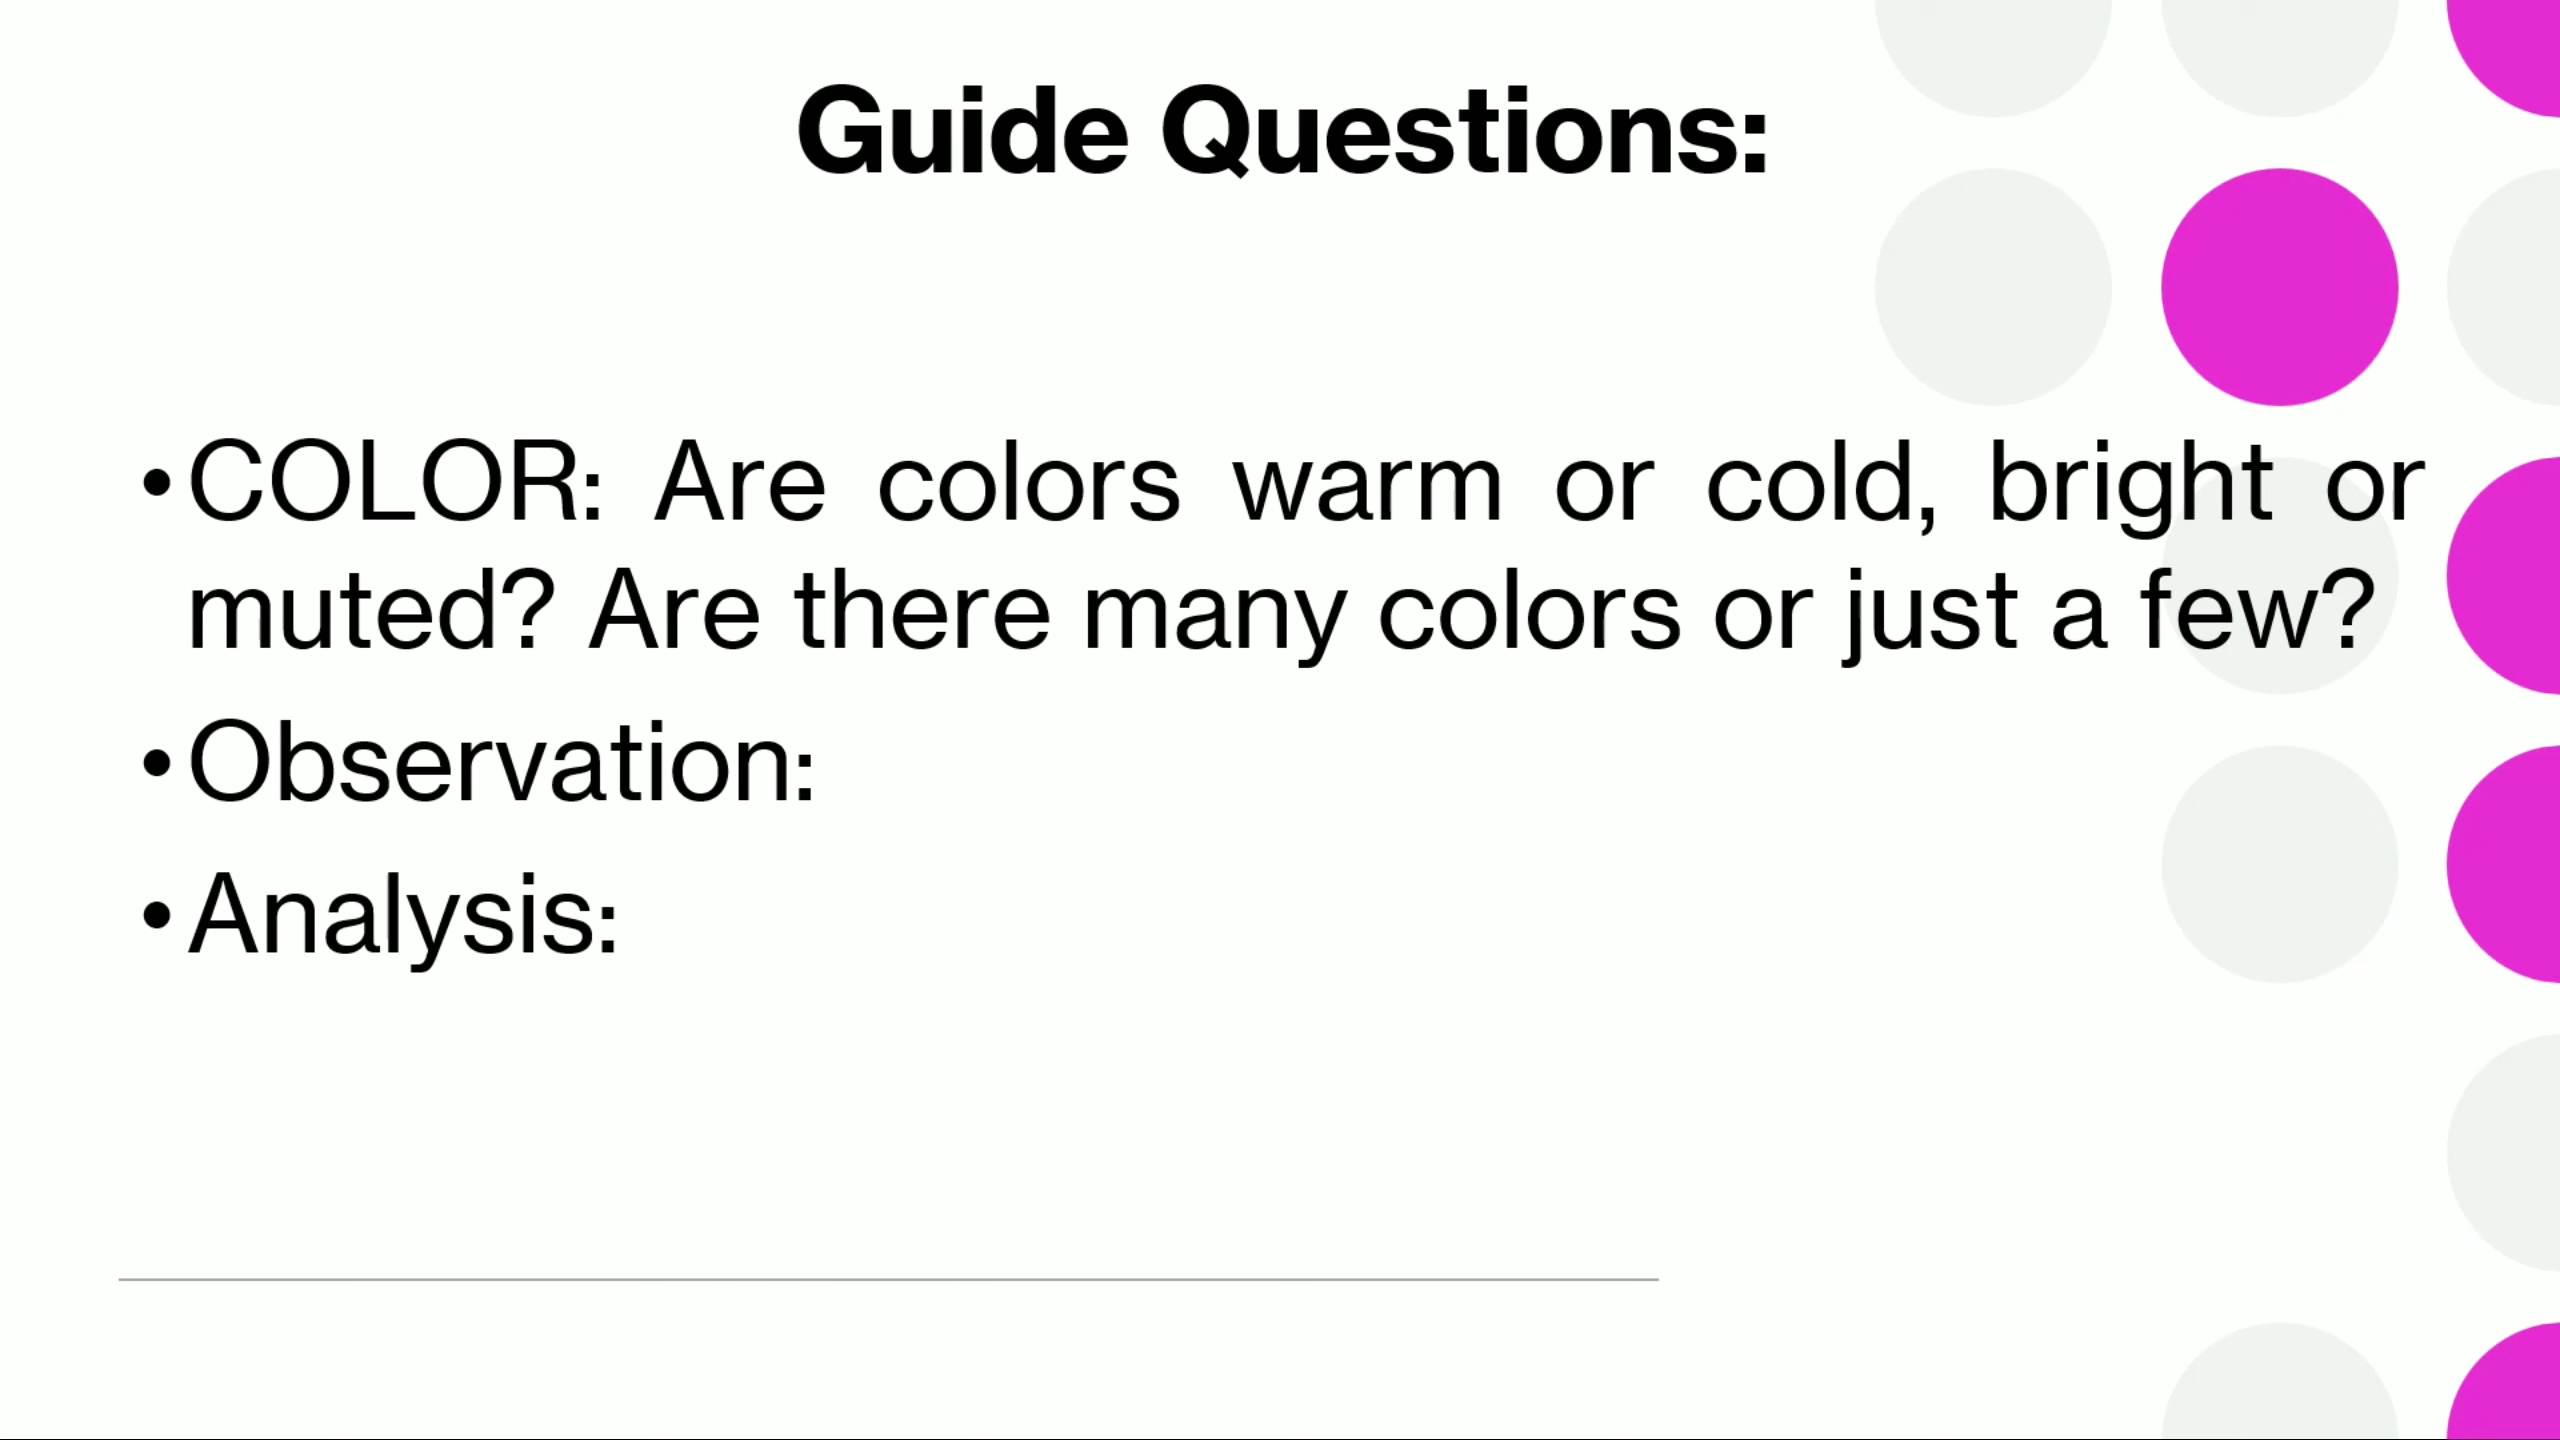 Guide Questions:
•COLOR: Are colors warm or cold, bright or
muted? Are there many colors or just a few?
•Observation:
•Analysis: